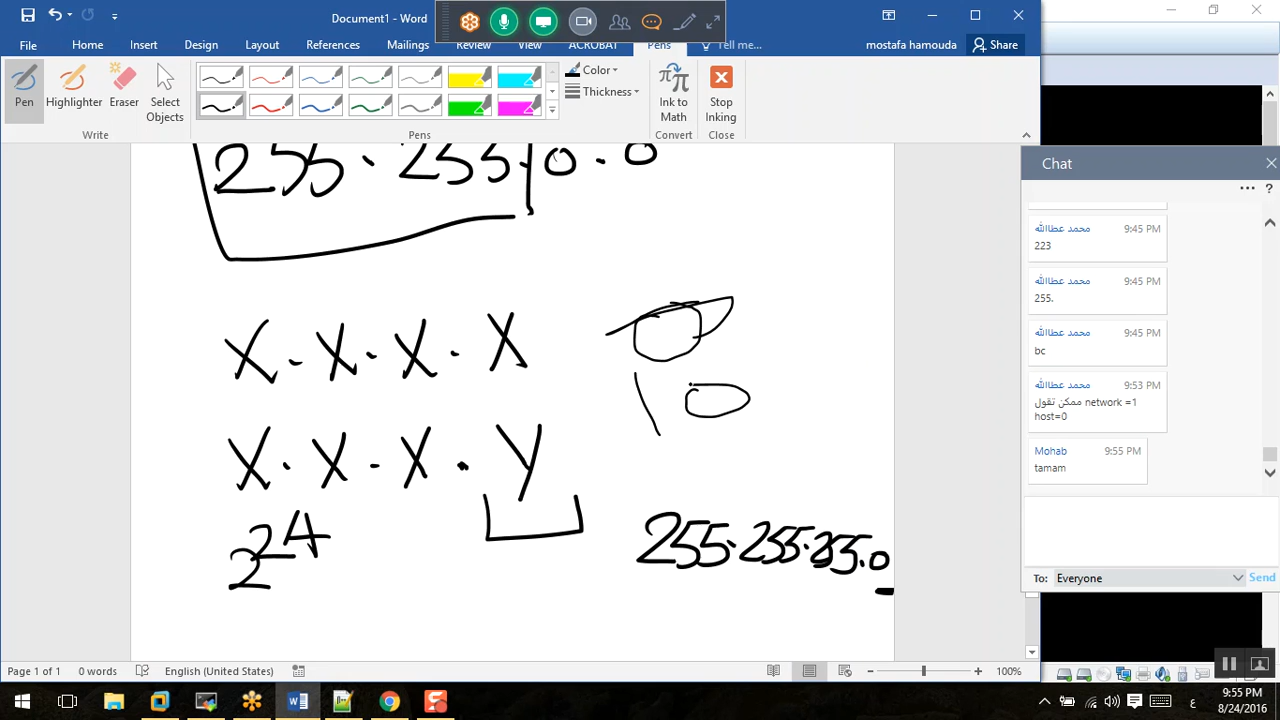 Document1 - Word
File Home Insert Design Layout References Mailings Review View ACROBAT Pens Tell me... mostafa hamouda Share
Pen Highlighter Eraser Select Objects Color Thickness Ink to Math Stop Inking
Write Pens Convert Close
255 . 255 . 0 . 0
X . X . X . X
0
10
X . X . X . Y
2 24
255.255.255.0
Chat
محمد عطاالله 9:45 PM
223
محمد عطاالله 9:45 PM
255.
محمد عطاالله 9:45 PM
bc
محمد عطاالله 9:53 PM
ممكن تقول network =1
host=0
Mohab 9:55 PM
tamam
To: Everyone Send
Page 1 of 1 0 words English (United States) 100%
ع 9:55 PM
8/24/2016